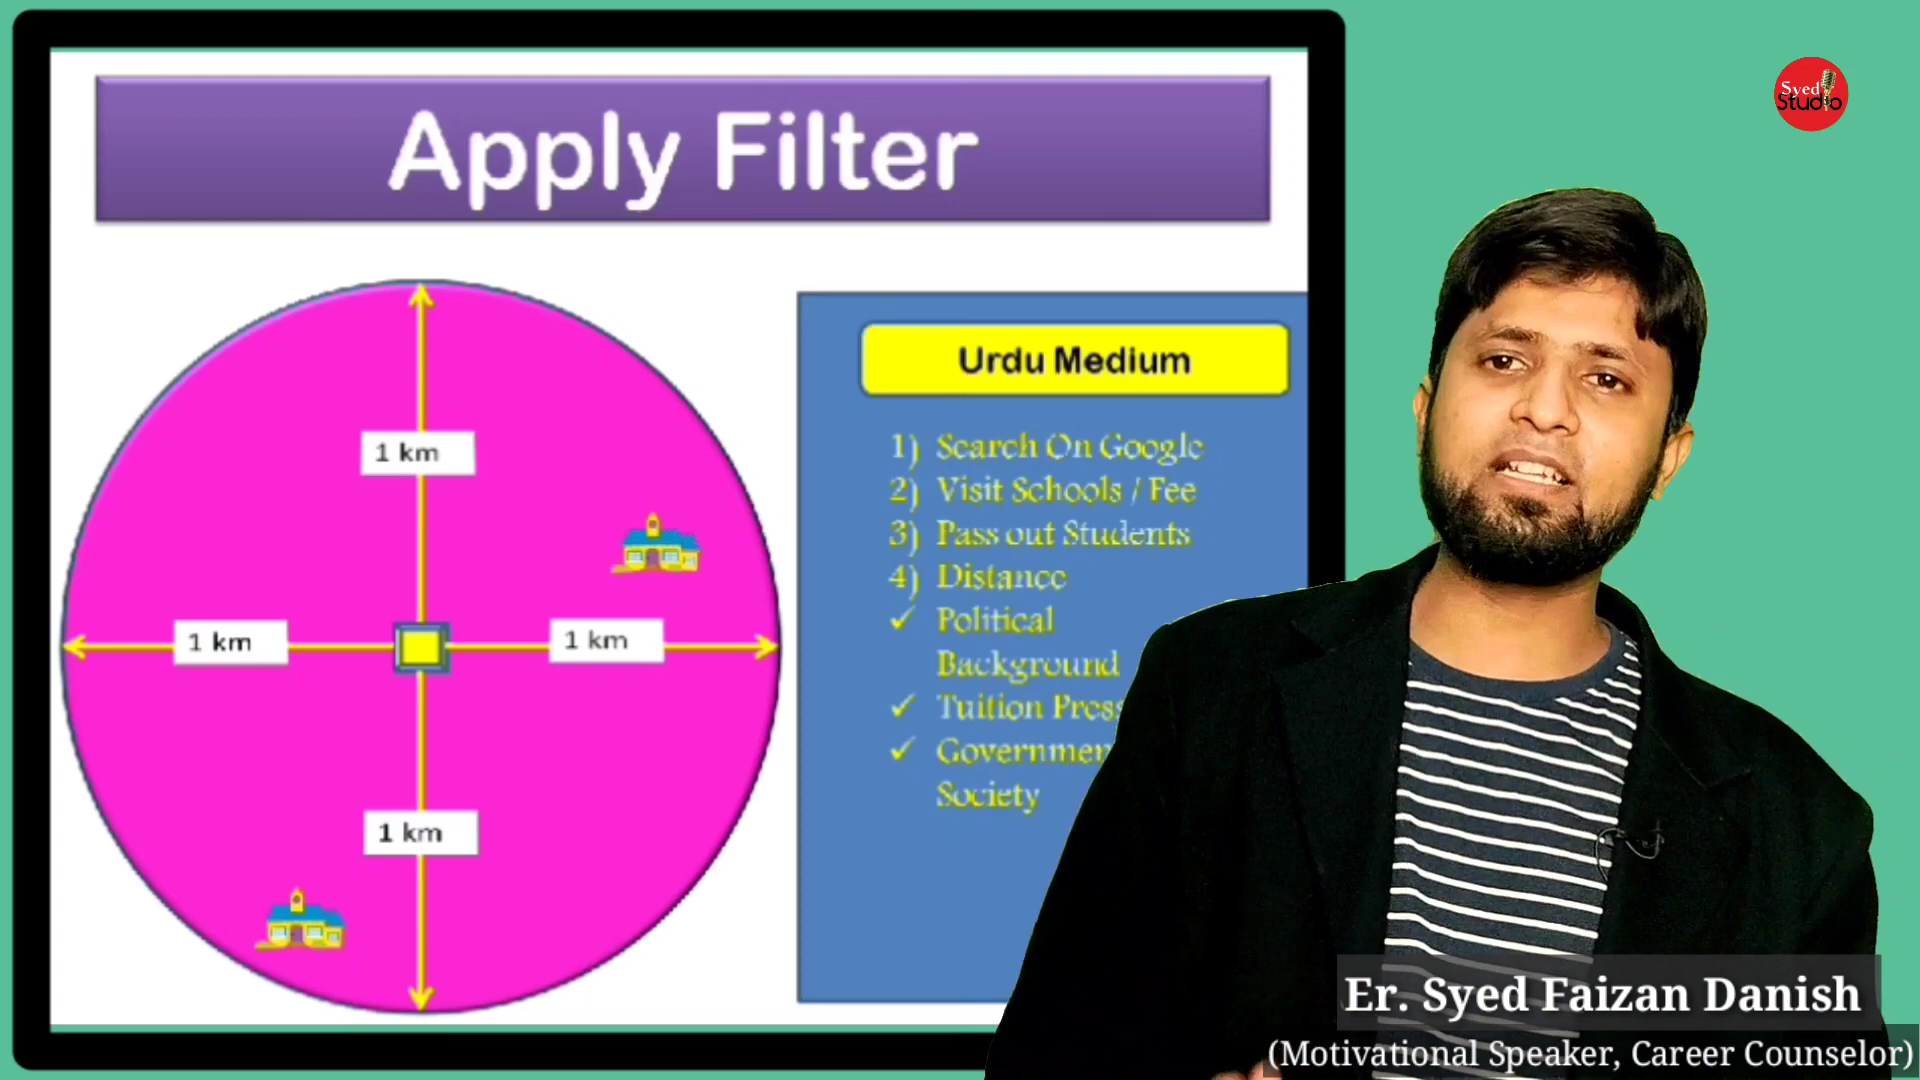 Syed
Studio
Apply Filter
1 km
1 km
1 km
1 km
Urdu Medium
1) Search On Google
2) Visit Schools / Fee
3) Pass out Students
4) Distance
✓ Political
Background
✓ Tuition
✓
Society
Er. Syed Faizan Danish
(Motivational Speaker, Career Counselor)